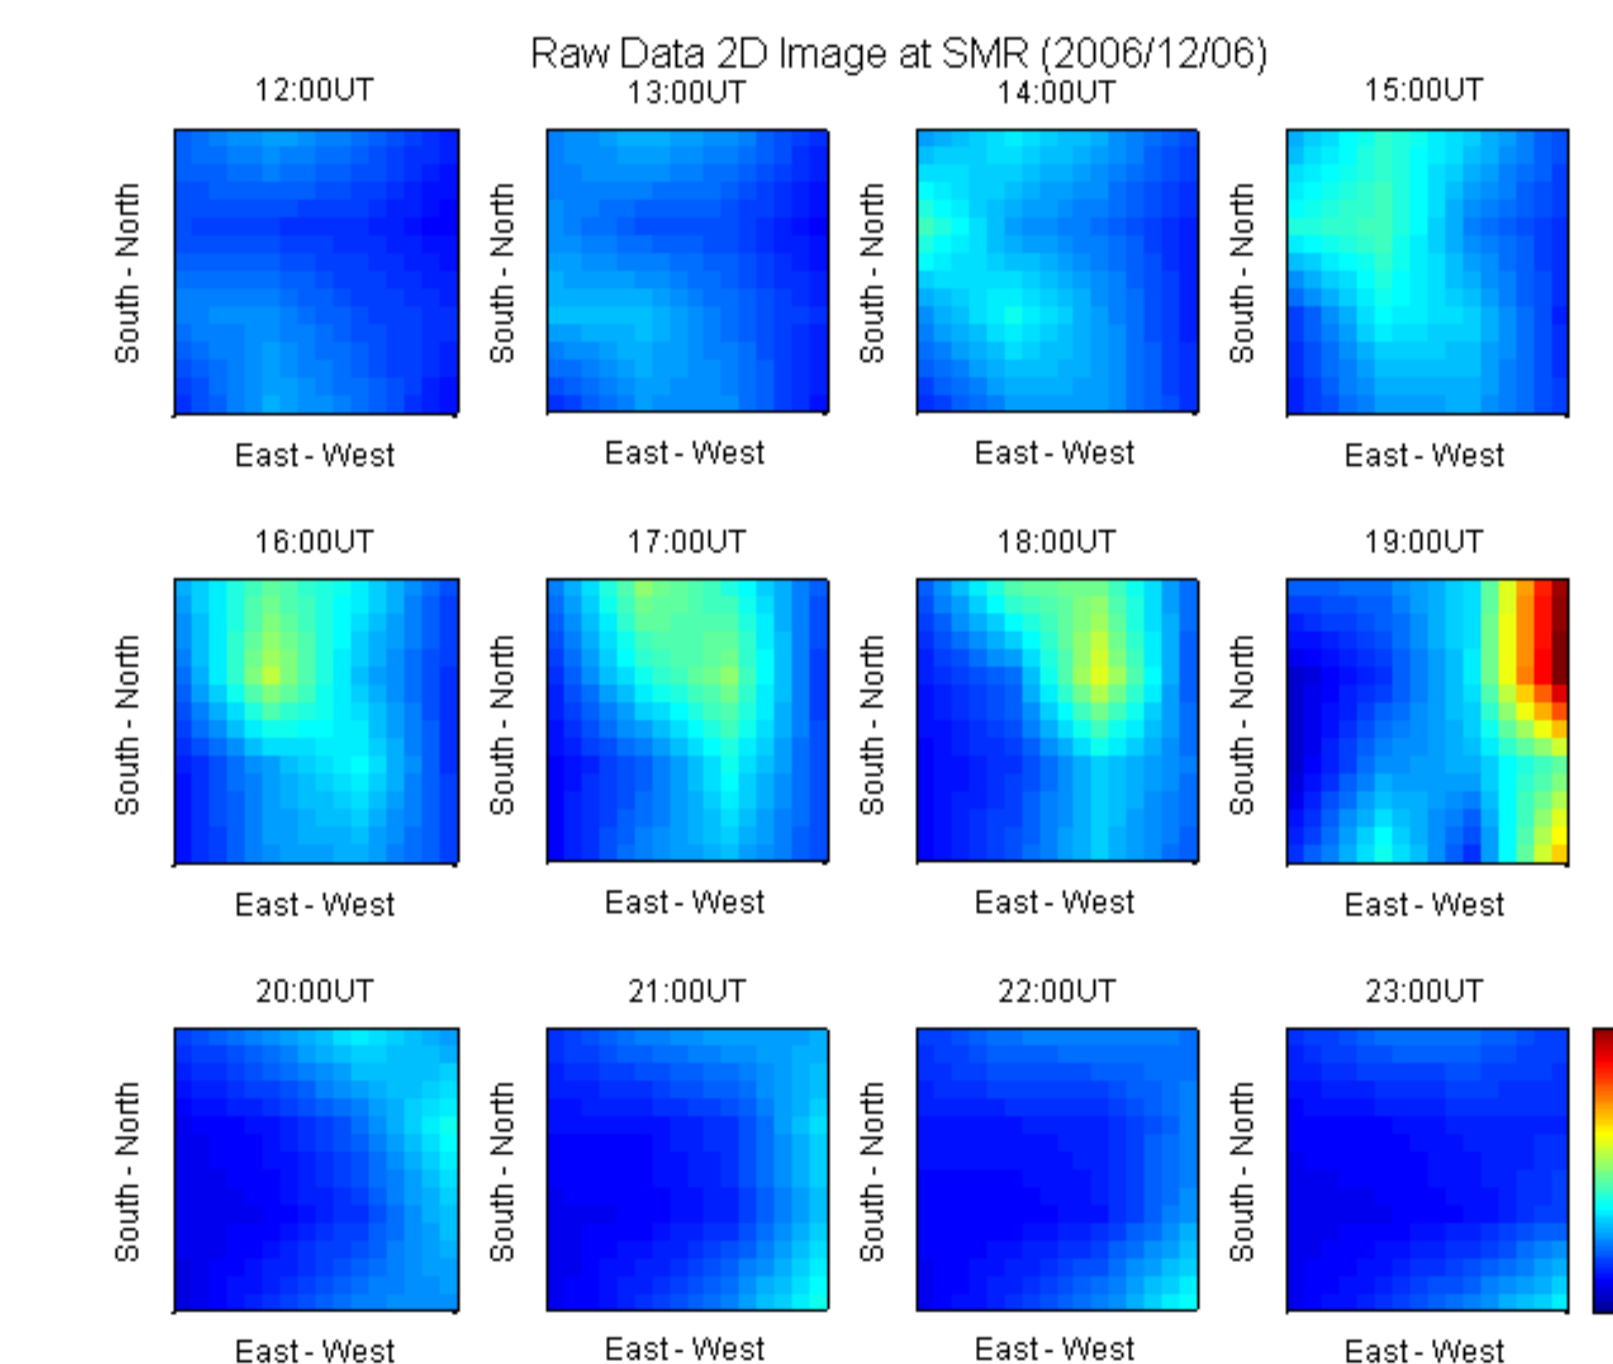 Raw Data 2D Image at SMR (2006/12/06)
12:00UT 13:00UT 14:00UT 15:00UT
South - North South - North South - North South - North
East - West East - West East - West East - West
16:00UT 17:00UT 18:00UT 19:00UT
South - North South - North South - North South - North
East - West East - West East - West East - West
20:00UT 21:00UT 22:00UT 23:00UT
South - North South - North South - North South - North
East - West East - West East - West East - West